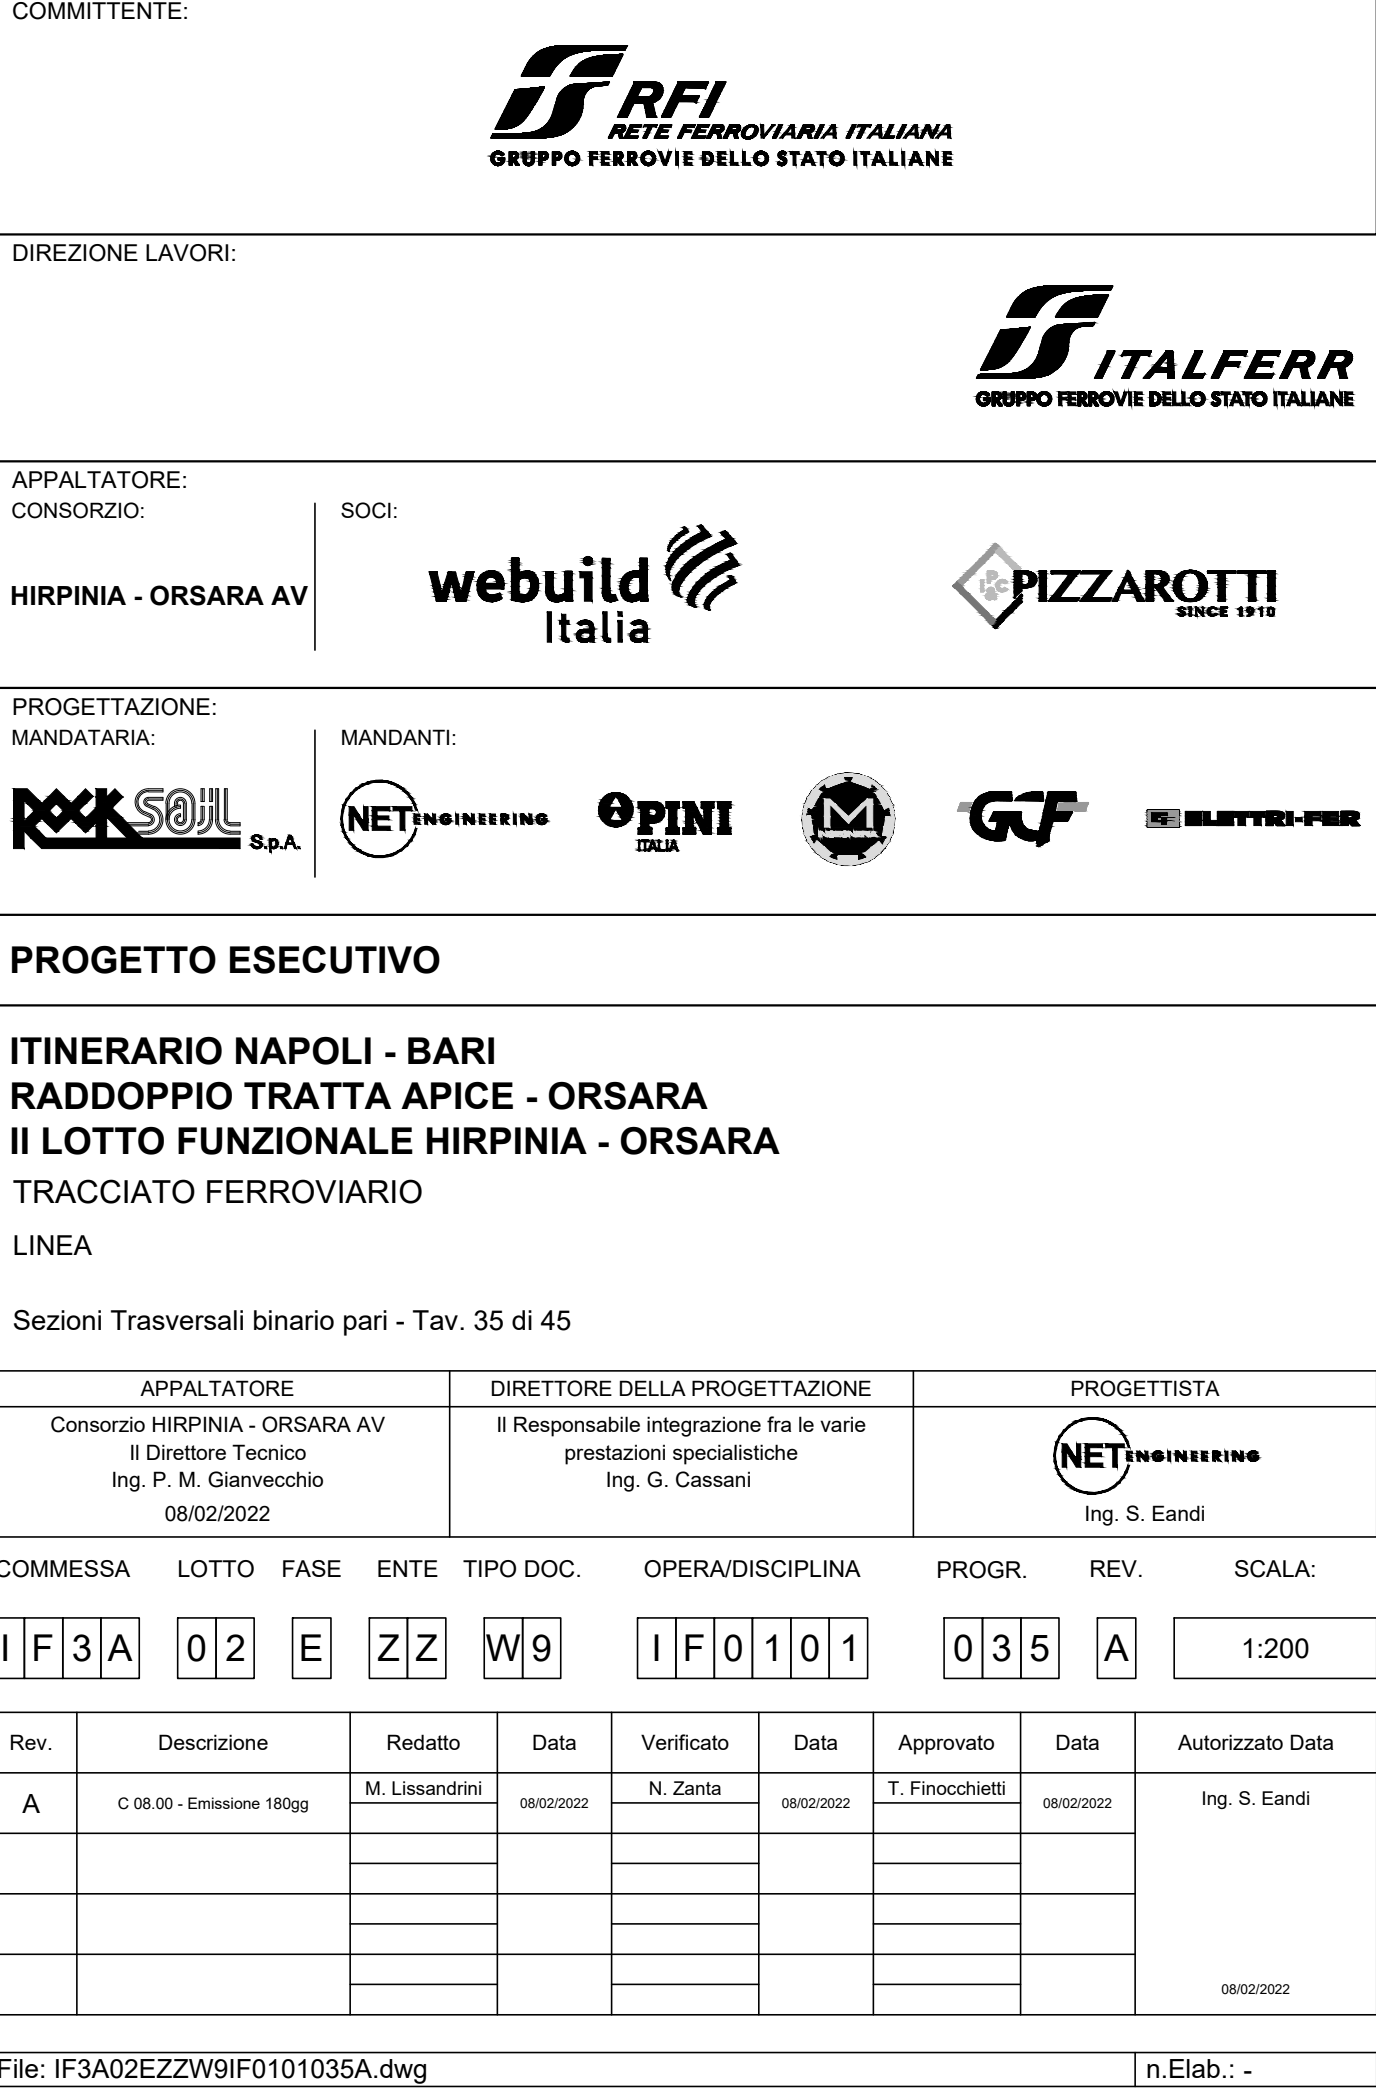 COMMITTENTE:
RFI
RETE FERROVIARIA ITALIANA
GRUPPO FERROVIE DELLO STATO ITALIANE
DIREZIONE LAVORI:
ITALFERR
GRUPPO FERROVIE DELLO STATO ITALIANE
APPALTATORE:
CONSORZIO: SOCI:
HIRPINIA - ORSARA AV
webuild
Italia
PIZZAROTTI
SINCE 1910
PROGETTAZIONE:
MANDATARIA: MANDANTI:
ROCKSOIL S.p.A.
NET ENGINEERING
PINI
ITALIA
M
GCF
ELETTRI-FER
PROGETTO ESECUTIVO
ITINERARIO NAPOLI - BARI
RADDOPPIO TRATTA APICE - ORSARA
II LOTTO FUNZIONALE HIRPINIA - ORSARA
TRACCIATO FERROVIARIO
LINEA
Sezioni Trasversali binario pari - Tav. 35 di 45
APPALTATORE DIRETTORE DELLA PROGETTAZIONE PROGETTISTA
Consorzio HIRPINIA - ORSARA AV
Il Direttore Tecnico
Ing. P. M. Gianvecchio
08/02/2022
Il Responsabile integrazione fra le varie
prestazioni specialistiche
Ing. G. Cassani
NET ENGINEERING
Ing. S. Eandi
COMMESSA LOTTO FASE ENTE TIPO DOC. OPERA/DISCIPLINA PROGR. REV. SCALA:
I F 3 A 0 2 E Z Z W 9 I F 0 1 0 1 0 3 5 A 1:200
Rev. Descrizione Redatto Data Verificato Data Approvato Data Autorizzato Data
A C 08.00 - Emissione 180gg M. Lissandrini 08/02/2022 N. Zanta 08/02/2022 T. Finocchietti 08/02/2022 Ing. S. Eandi
08/02/2022
File: IF3A02EZZW9IF0101035A.dwg n.Elab.: -